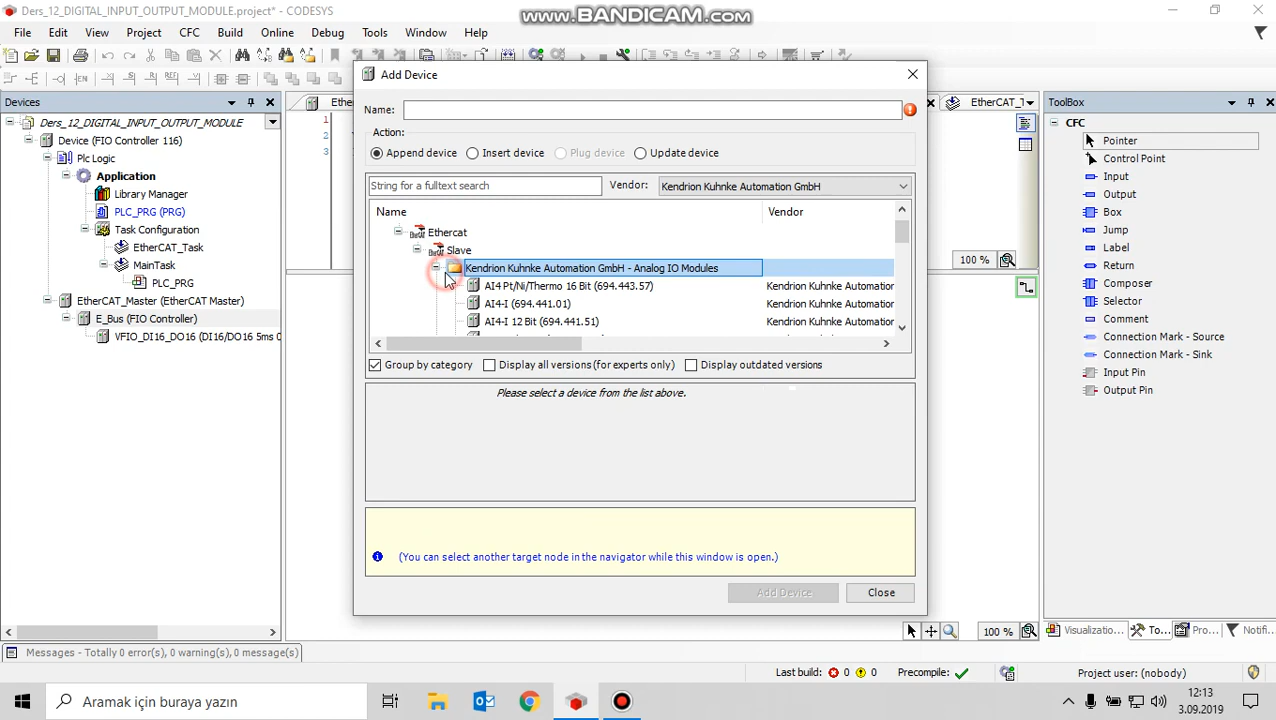 Ders_12_DIGITAL_INPUT_OUTPUT_MODULE.project* - CODESYS
www.BANDICAM.com
File Edit View Project CFC Build Online Debug Tools Window Help
Devices
Ders_12_DIGITAL_INPUT_OUTPUT_MODULE
Device (FIO Controller 116)
Plc Logic
Application
Library Manager
PLC_PRG (PRG)
Task Configuration
EtherCAT_Task
MainTask
PLC_PRG
EtherCAT_Master (EtherCAT Master)
E_Bus (FIO Controller)
VFIO_DI16_DO16 (DI16/DO16 5ms 0
Ethe
1
2
3
EtherCAT_T
100 %
100 %
Add Device
Name:
Action:
Append device Insert device Plug device Update device
String for a fulltext search Vendor: Kendrion Kuhnke Automation GmbH
Name Vendor
Ethercat
Slave
Kendrion Kuhnke Automation GmbH - Analog IO Modules
AI4 Pt/Ni/Thermo 16 Bit (694.443.57) Kendrion Kuhnke Automation
AI4-I (694.441.01) Kendrion Kuhnke Automation
AI4-I 12 Bit (694.441.51) Kendrion Kuhnke Automation
Group by category Display all versions (for experts only) Display outdated versions
Please select a device from the list above.
(You can select another target node in the navigator while this window is open.)
Add Device Close
ToolBox
CFC
Pointer
Control Point
Input
Output
Box
Jump
Label
Return
Composer
Selector
Comment
Connection Mark - Source
Connection Mark - Sink
Input Pin
Output Pin
Visualizatio... To... Pro... Notifi...
Messages - Totally 0 error(s), 0 warning(s), 0 message(s)
Last build: 0 0 Precompile: Project user: (nobody)
Aramak için buraya yazın
12:13
3.09.2019